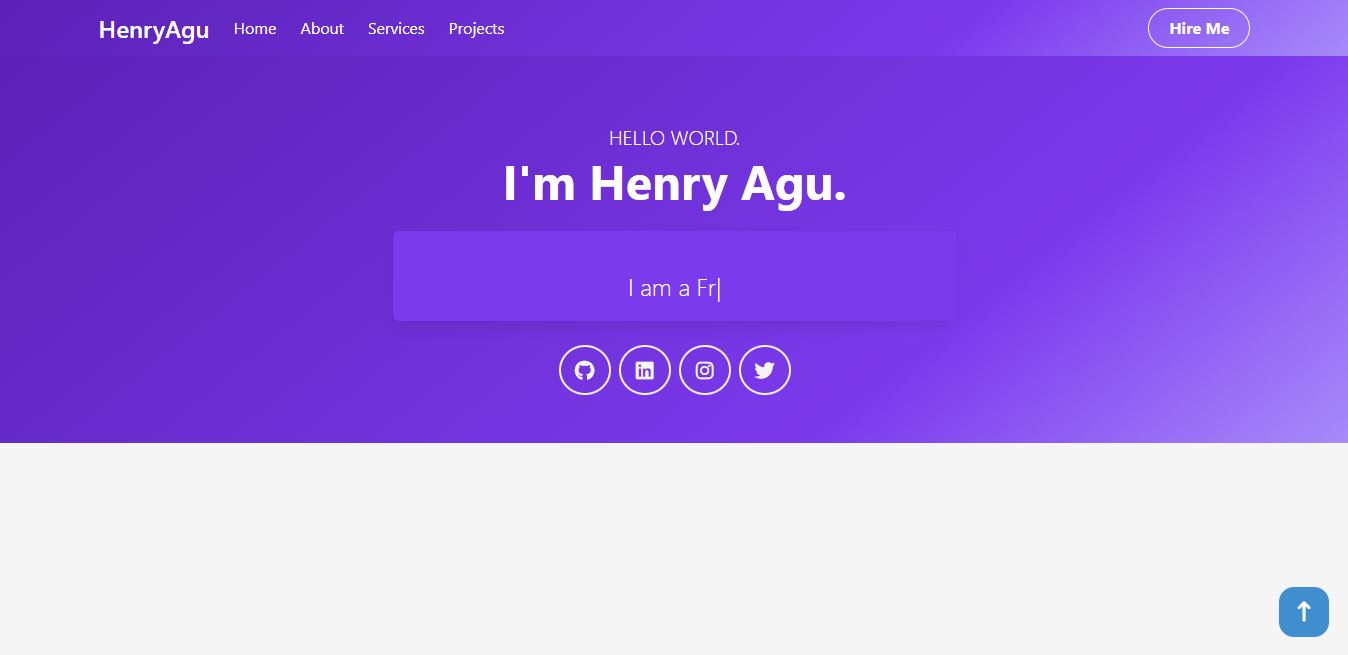 HenryAgu Home About Services Projects Hire Me
HELLO WORLD.
I'm Henry Agu.
I am a Fr|